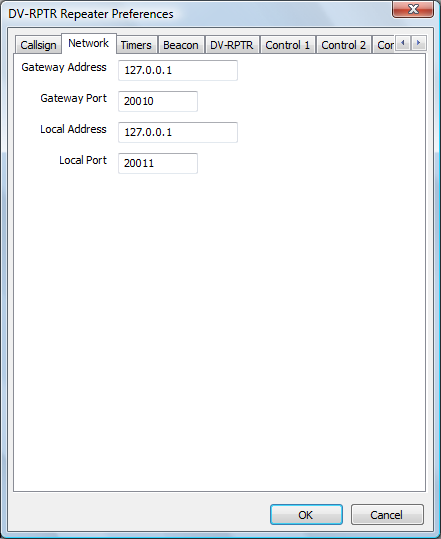 DV-RPTR Repeater Preferences
Callsign Network Timers Beacon DV-RPTR Control 1 Control 2
Gateway Address 127.0.0.1
Gateway Port 20010
Local Address 127.0.0.1
Local Port 20011
OK Cancel